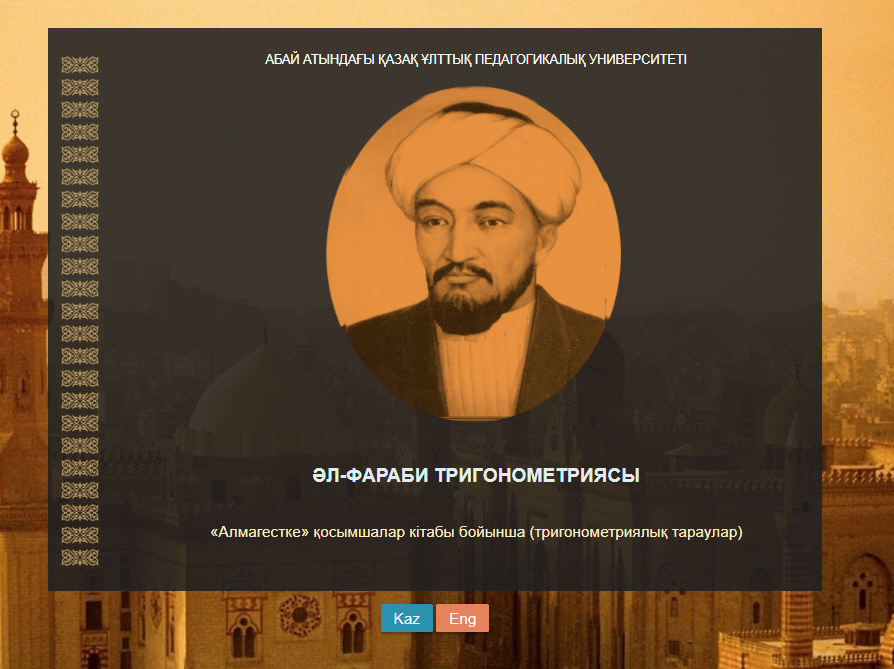 АБАЙ АТЫНДАҒЫ ҚАЗАҚ ҰЛТТЫҚ ПЕДАГОГИКАЛЫҚ УНИВЕРСИТЕТІ
ӘЛ-ФАРАБИ ТРИГОНОМЕТРИЯСЫ
«Алмагестке» қосымшалар кітабы бойынша (тригонометриялық тараулар)
Kaz Eng